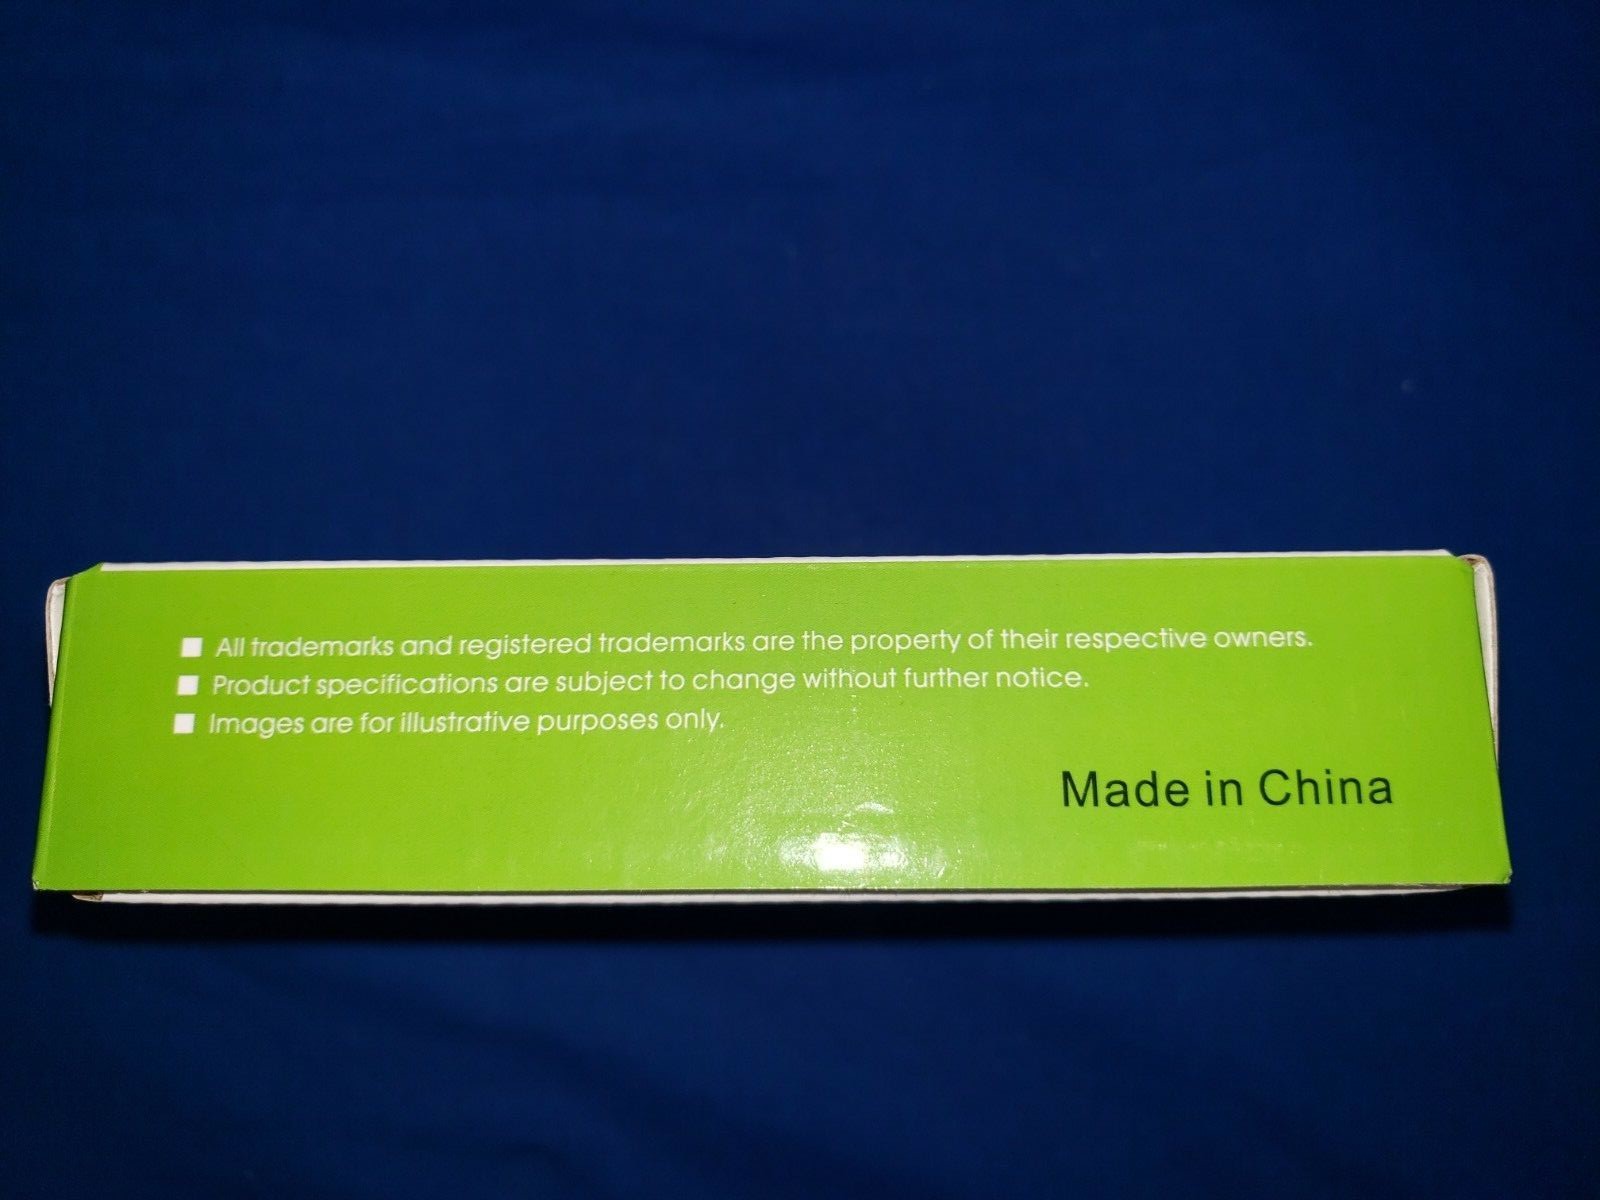 ■ All trademarks and registered trademarks are the property of their respective owners.
■ Product specifications are subject to change without further notice.
■ Images are for illustrative purposes only.
Made in China